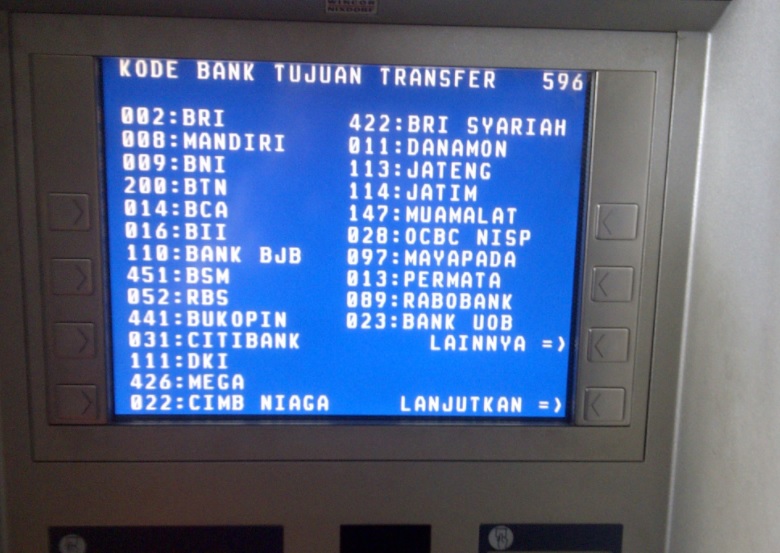 WINCOR
NIXDORF
KODE BANK TUJUAN TRANSFER 596
002:BRI
008:MANDIRI
009:BNI
200:BTN
014:BCA
016:BII
110:BANK BJB
451:BSM
052:RBS
441:BUKOPIN
031:CITIBANK
111:DKI
426:MEGA
022:CIMB NIAGA
422:BRI SYARIAH
011:DANAMON
113:JATENG
114:JATIM
147:MUAMALAT
028:OCBC NISP
097:MAYAPADA
013:PERMATA
089:RABOBANK
023:BANK UOB
LAINNYA =)
LANJUTKAN =)